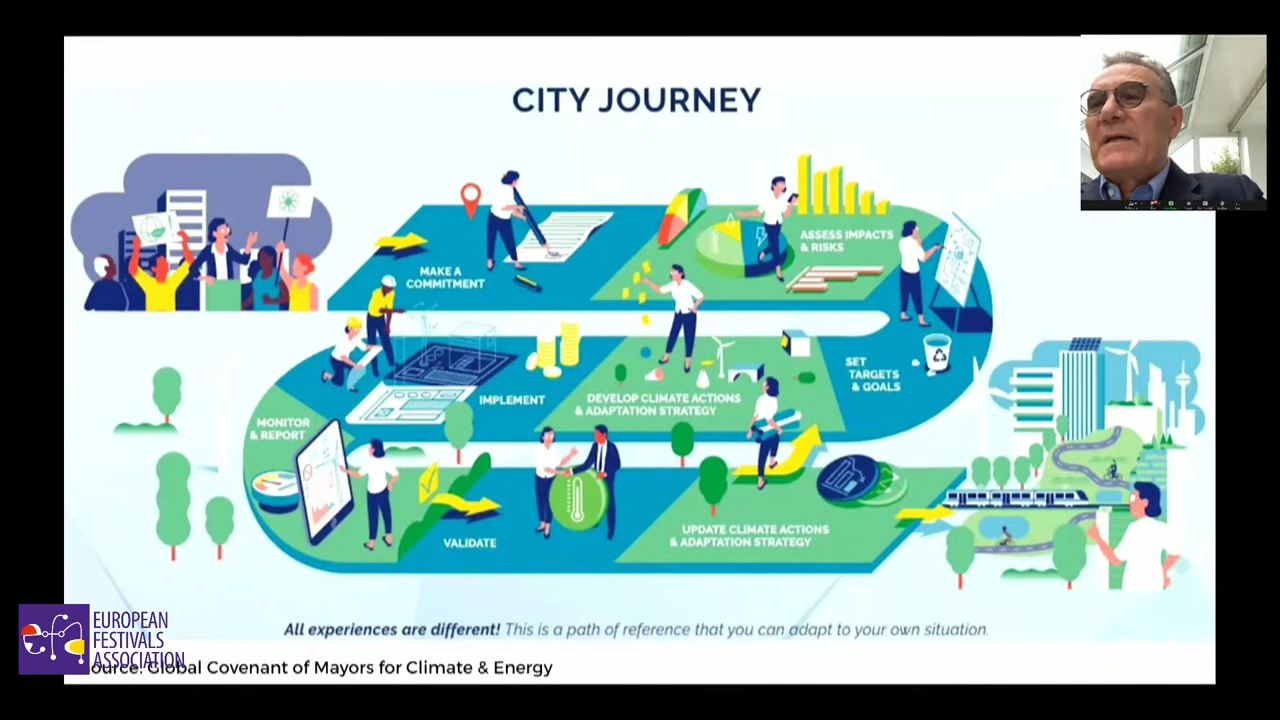 CITY JOURNEY
MAKE A
COMMITMENT
ASSESS IMPACTS
& RISKS
SET
TARGETS
& GOALS
DEVELOP CLIMATE ACTIONS
& ADAPTATION STRATEGY
IMPLEMENT
MONITOR
& REPORT
VALIDATE
UPDATE CLIMATE ACTIONS
& ADAPTATION STRATEGY
All experiences are different! This is a path of reference that you can adapt to your own situation.
EUROPEAN
FESTIVALS
ASSOCIATION
ource: Global Covenant of Mayors for Climate & Energy